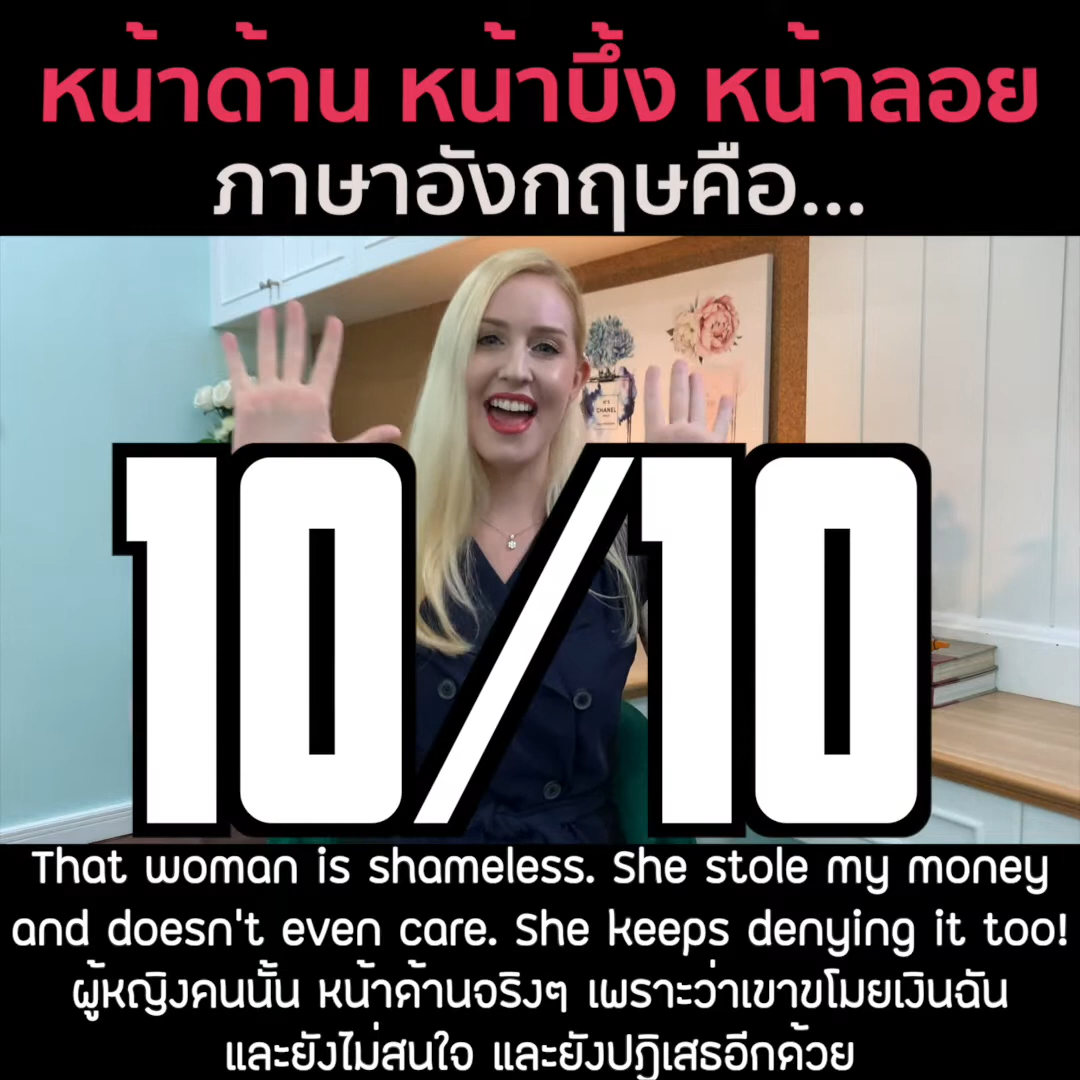 หน้าด้าน หน้าบึ้ง หน้าลอย
ภาษาอังกฤษคือ...
N°5
CHANEL
10/10
That woman is shameless. She stole my money
and doesn't even care. She keeps denying it too!
ผู้หญิงคนนั้น หน้าด้านจริงๆ เพราะว่าเขาขโมยเงินฉัน
และยังไม่สนใจ และยังปฏิเสธอีกด้วย